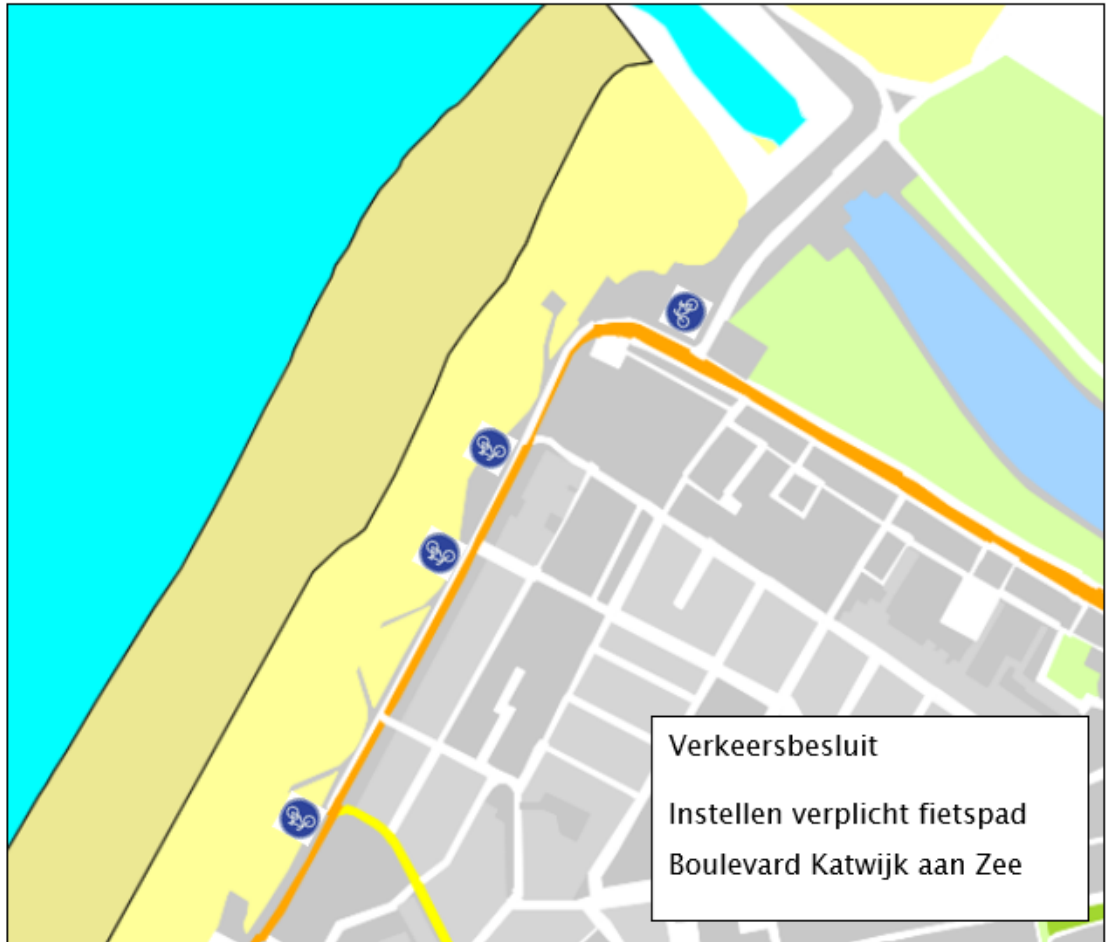 Verkeersbesluit
Instellen verplicht fietspad
Boulevard Katwijk aan Zee